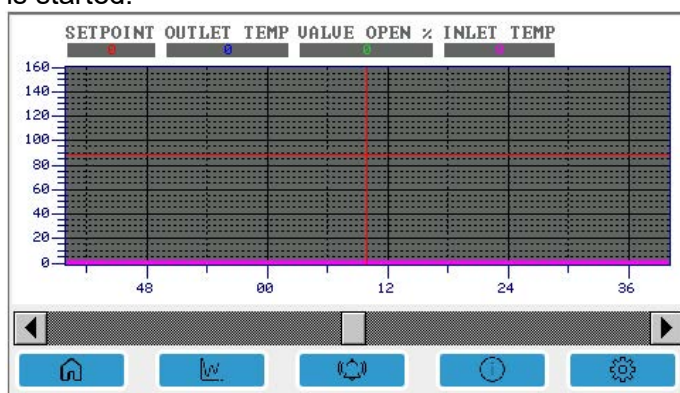 is started.
SETPOINT OUTLET TEMP VALUE OPEN % INLET TEMP
0 0 0 0
160
140
120
100
80
60
40
20
0
48 00 12 24 36